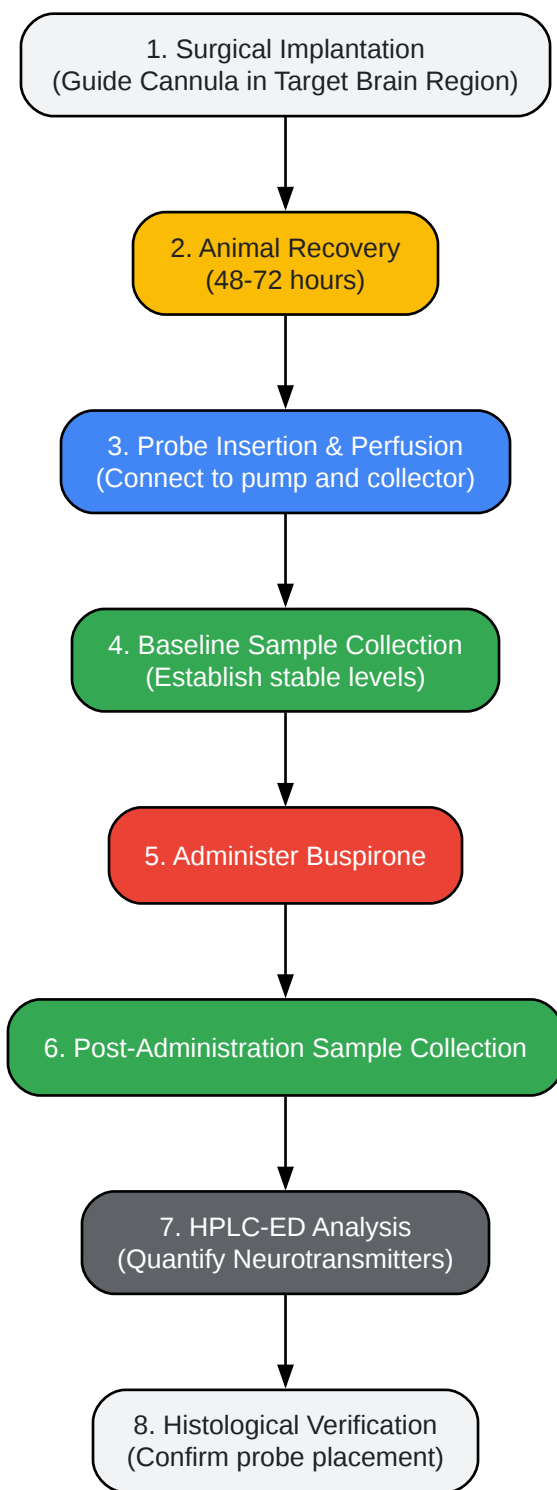 1. Surgical Implantation
(Guide Cannula in Target Brain Region)
2. Animal Recovery
(48-72 hours)
3. Probe Insertion & Perfusion
(Connect to pump and collector)
4. Baseline Sample Collection
(Establish stable levels)
5. Administer Buspirone
6. Post-Administration Sample Collection
7. HPLC-ED Analysis
(Quantify Neurotransmitters)
8. Histological Verification
(Confirm probe placement)